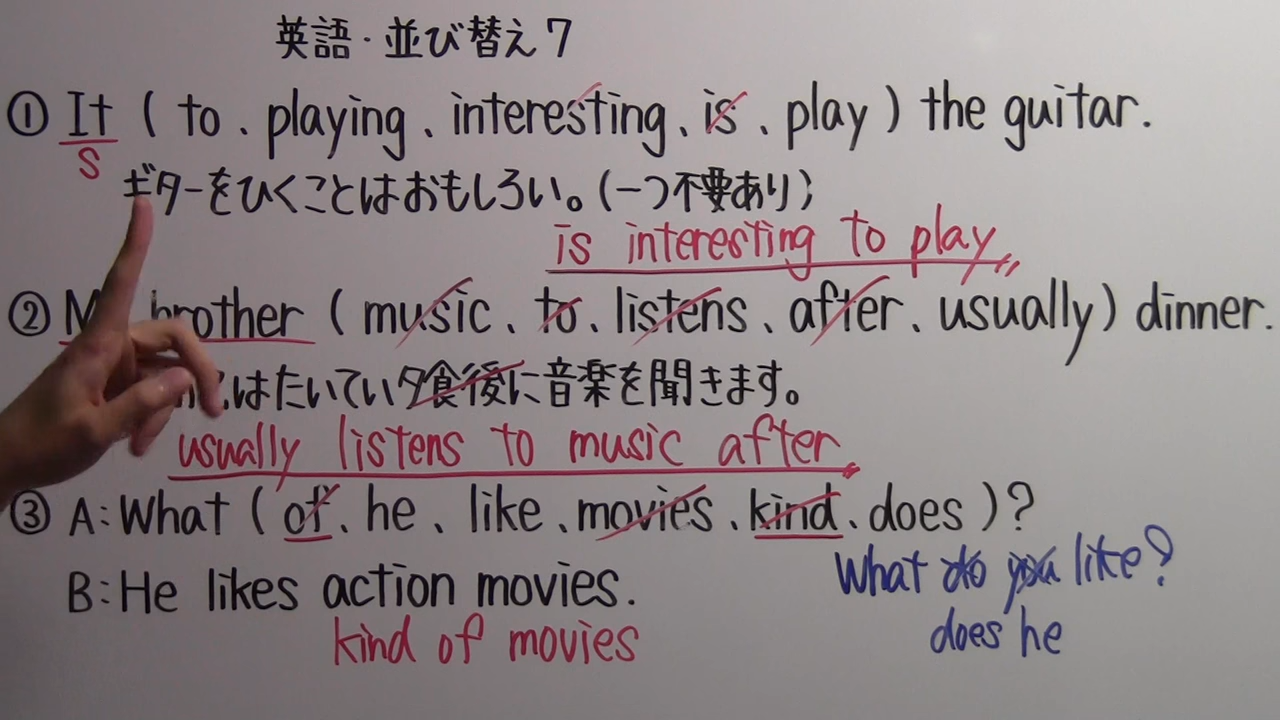 英語・並び替え7
① It ( to 、 playing 、 interesting 、 is 、 play ) the guitar.
S
ギターをひくことはおもしろい。(一つ不要あり)
is interesting to play
② M brother ( music 、 to 、 listens 、 after 、 usually ) dinner.
はたいてい夕食後に音楽を聞きます。
usually listens to music after
③ A: What ( of 、 he 、 like 、 movies 、 kind 、 does )?
What do you like?
B: He likes action movies.
does he
kind of movies